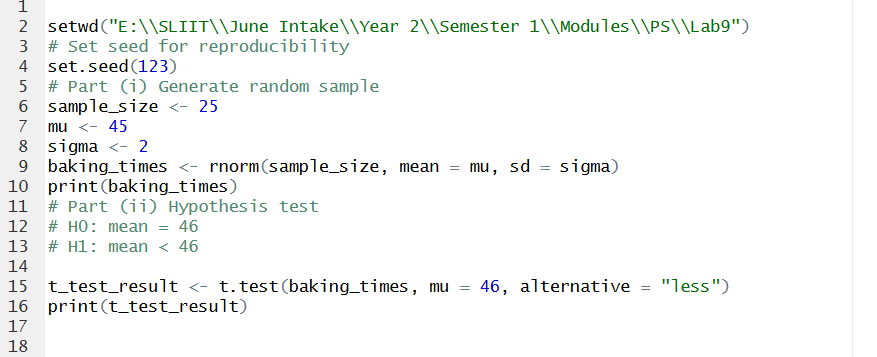 1
2 setwd("E:\\SLIIT\\June Intake\\Year 2\\Semester 1\\Modules\\PS\\Lab9")
3 # Set seed for reproducibility
4 set.seed(123)
5 # Part (i) Generate random sample
6 sample_size <- 25
7 mu <- 45
8 sigma <- 2
9 baking_times <- rnorm(sample_size, mean = mu, sd = sigma)
10 print(baking_times)
11 # Part (ii) Hypothesis test
12 # H0: mean = 46
13 # H1: mean < 46
14
15 t_test_result <- t.test(baking_times, mu = 46, alternative = "less")
16 print(t_test_result)
17
18